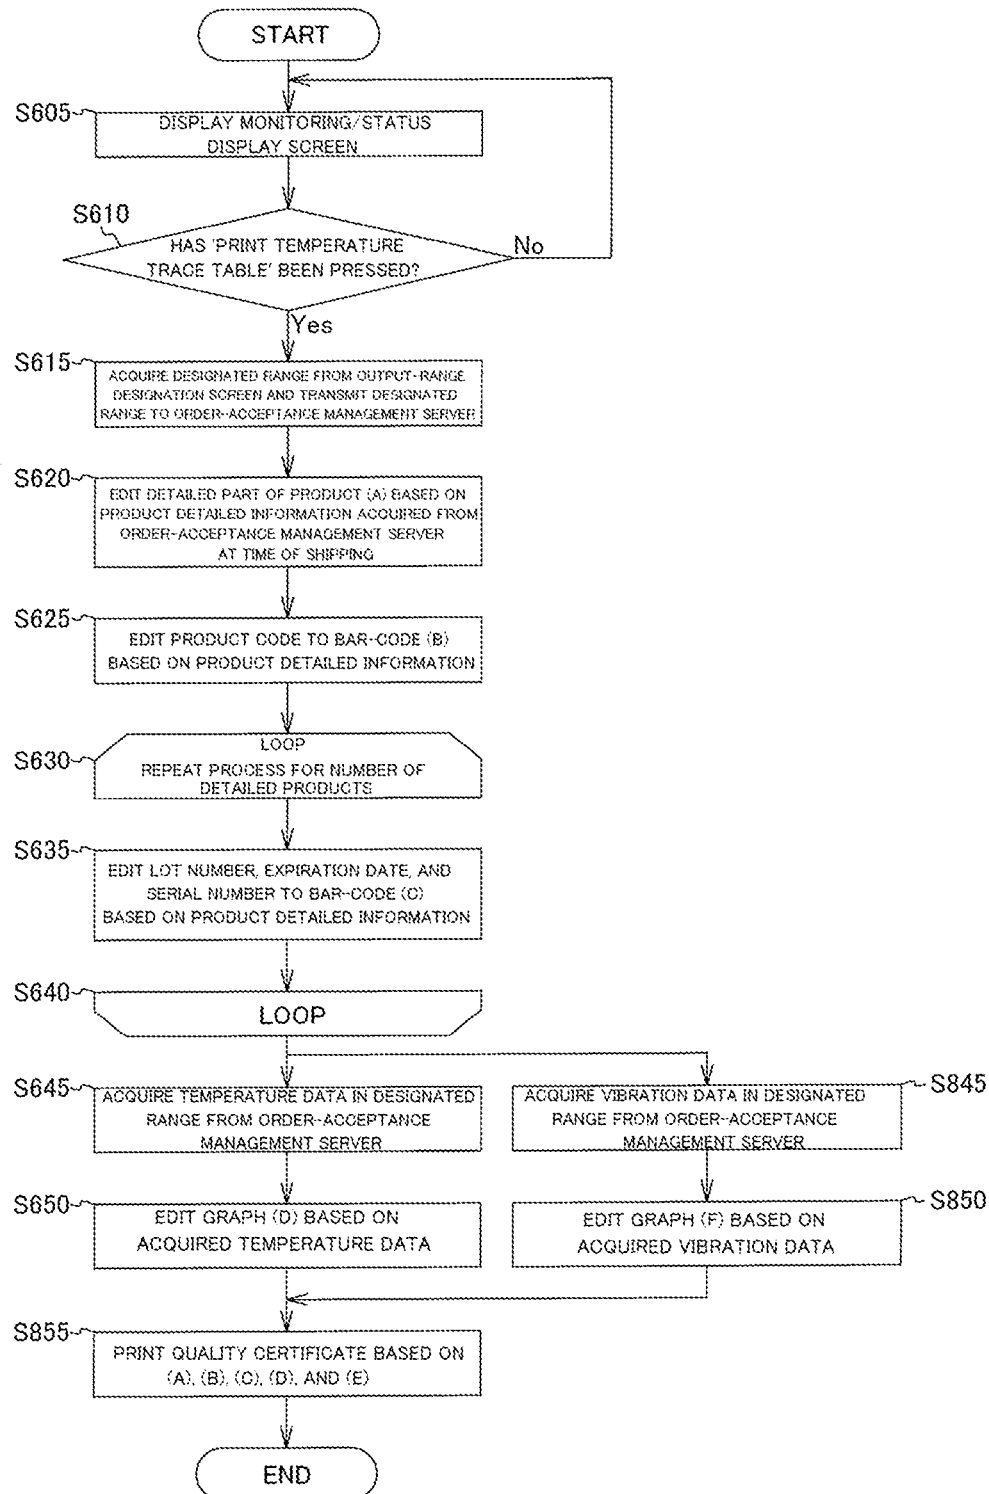 START
S605
DISPLAY MONITORING/STATUS
DISPLAY SCREEN
S610
HAS 'PRINT TEMPERATURE
TRACE TABLE' BEEN PRESSED?
No
Yes
S615
ACQUIRE DESIGNATED RANGE FROM OUTPUT-RANGE
DESIGNATION SCREEN AND TRANSMIT DESIGNATED
RANGE TO ORDER-ACCEPTANCE MANAGEMENT SERVER
S620
EDIT DETAILED PART OF PRODUCT (A) BASED ON
PRODUCT DETAILED INFORMATION ACQUIRED FROM
ORDER-ACCEPTANCE MANAGEMENT SERVER
AT TIME OF SHIPPING
S625
EDIT PRODUCT CODE TO BAR-CODE (B)
BASED ON PRODUCT DETAILED INFORMATION
S630
LOOP
REPEAT PROCESS FOR NUMBER OF
DETAILED PRODUCTS
S635
EDIT LOT NUMBER, EXPIRATION DATE, AND
SERIAL NUMBER TO BAR-CODE (C)
BASED ON PRODUCT DETAILED INFORMATION
S640
LOOP
S645
ACQUIRE TEMPERATURE DATA IN DESIGNATED
RANGE FROM ORDER-ACCEPTANCE
MANAGEMENT SERVER
S845
ACQUIRE VIBRATION DATA IN DESIGNATED
RANGE FROM ORDER-ACCEPTANCE
MANAGEMENT SERVER
S650
EDIT GRAPH (D) BASED ON
ACQUIRED TEMPERATURE DATA
S850
EDIT GRAPH (F) BASED ON
ACQUIRED VIBRATION DATA
S855
PRINT QUALITY CERTIFICATE BASED ON
(A), (B), (C), (D), AND (E)
END